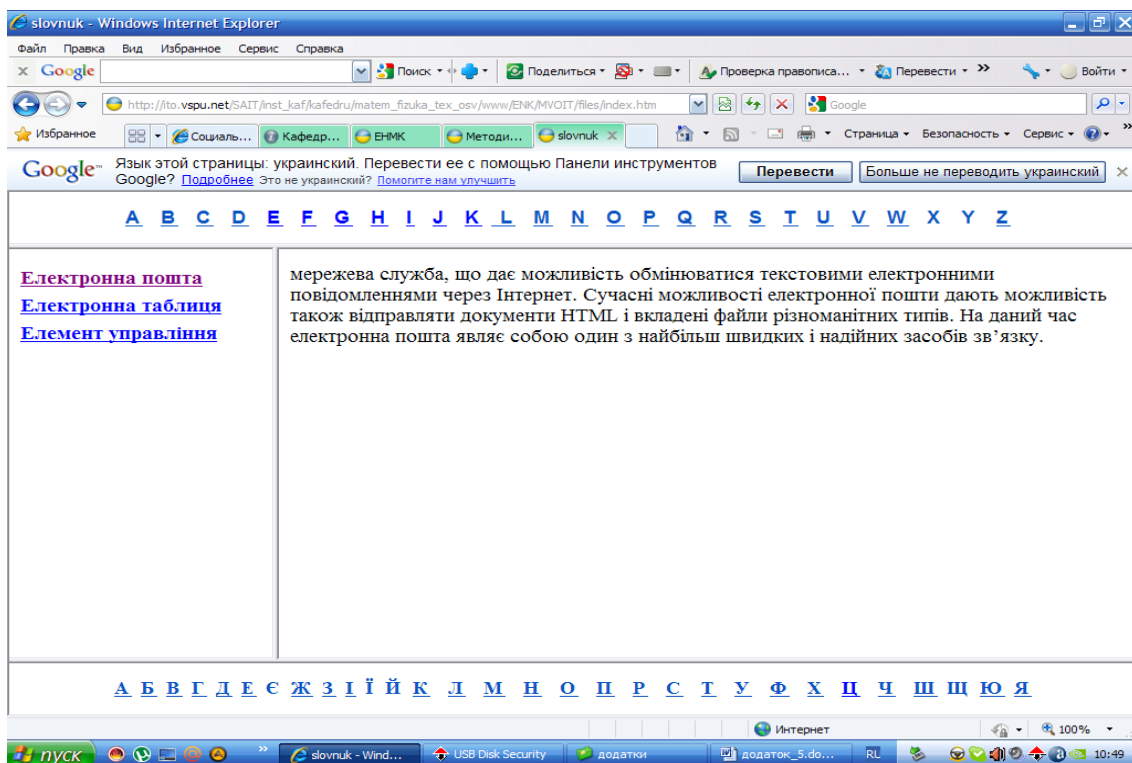 slovnuk - Windows Internet Explorer
Файл Правка Вид Избранное Сервис Справка
x Google Поиск Поделиться Проверка правописа... Перевести » Войти
http://ito.vspu.net/SAIT/inst_kaf/kafedru/matem_fizuka_tex_osv/www/ENK/MVOIT/files/index.htm Google
Избранное Социаль... Кафедр... ЕНМК Методи... slovnuk Страница Безопасность Сервис »
Google™ Язык этой страницы: украинский. Перевести ее с помощью Панели инструментов Google? Подробнее Это не украинский? Помогите нам улучшить Перевести Больше не переводить украинский
A B C D E F G H I J K L M N O P Q R S T U V W X Y Z
Електронна пошта
Електронна таблиця
Елемент управління
мережева служба, що дає можливість обмінюватися текстовими електронними
повідомленнями через Інтернет. Сучасні можливості електронної пошти дають можливість
також відправляти документи HTML і вкладені файли різноманітних типів. На даний час
електронна пошта являє собою один з найбільш швидких і надійних засобів зв’язку.
А Б В Г Д Е Є Ж З І Ї Й К Л М Н О П Р С Т У Ф Х Ц Ч Ш Щ Ю Я
Интернет 100%
пуск » slovnuk - Wind... USB Disk Security додатки додаток_5.do... RL 10:49